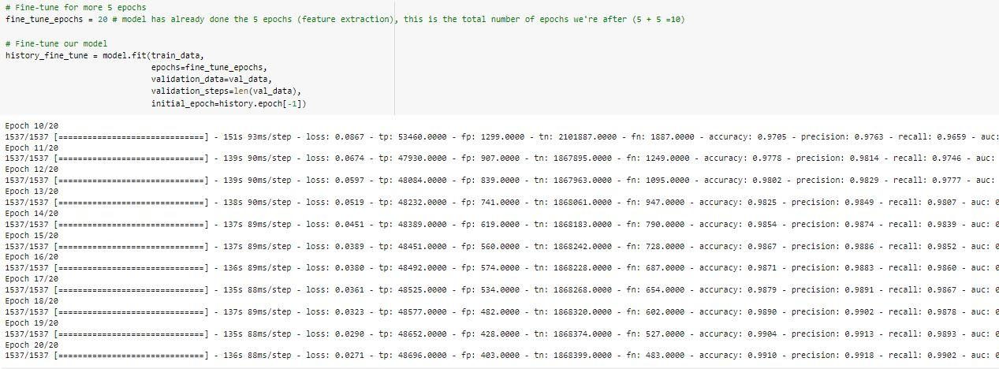 # Fine-tune for more 5 epochs
fine_tune_epochs = 20 # model has already done the 5 epochs (feature extraction), this is the total number of epochs we're after (5 + 5 =10)
# Fine-tune our model
history_fine_tune = model.fit(train_data,
epochs=fine_tune_epochs,
validation_data=val_data,
validation_steps=len(val_data),
initial_epoch=history.epoch[-1])
Epoch 10/20
1537/1537 [==============================] - 151s 93ms/step - loss: 0.0867 - tp: 53460.0000 - fp: 1299.0000 - tn: 2101887.0000 - fn: 1887.0000 - accuracy: 0.9705 - precision: 0.9763 - recall: 0.9659 - auc:
Epoch 11/20
1537/1537 [==============================] - 139s 90ms/step - loss: 0.0674 - tp: 47930.0000 - fp: 907.0000 - tn: 1867895.0000 - fn: 1249.0000 - accuracy: 0.9778 - precision: 0.9814 - recall: 0.9746 - auc:
Epoch 12/20
1537/1537 [==============================] - 139s 90ms/step - loss: 0.0597 - tp: 48084.0000 - fp: 839.0000 - tn: 1867963.0000 - fn: 1095.0000 - accuracy: 0.9802 - precision: 0.9829 - recall: 0.9777 - auc:
Epoch 13/20
1537/1537 [==============================] - 138s 90ms/step - loss: 0.0519 - tp: 48232.0000 - fp: 741.0000 - tn: 1868061.0000 - fn: 947.0000 - accuracy: 0.9825 - precision: 0.9849 - recall: 0.9807 - auc: 0
Epoch 14/20
1537/1537 [==============================] - 137s 89ms/step - loss: 0.0451 - tp: 48389.0000 - fp: 619.0000 - tn: 1868183.0000 - fn: 790.0000 - accuracy: 0.9854 - precision: 0.9874 - recall: 0.9839 - auc: 0
Epoch 15/20
1537/1537 [==============================] - 137s 89ms/step - loss: 0.0389 - tp: 48451.0000 - fp: 560.0000 - tn: 1868242.0000 - fn: 728.0000 - accuracy: 0.9867 - precision: 0.9886 - recall: 0.9852 - auc: 0
Epoch 16/20
1537/1537 [==============================] - 136s 89ms/step - loss: 0.0380 - tp: 48492.0000 - fp: 574.0000 - tn: 1868228.0000 - fn: 687.0000 - accuracy: 0.9871 - precision: 0.9883 - recall: 0.9860 - auc: 0
Epoch 17/20
1537/1537 [==============================] - 135s 88ms/step - loss: 0.0361 - tp: 48525.0000 - fp: 534.0000 - tn: 1868268.0000 - fn: 654.0000 - accuracy: 0.9879 - precision: 0.9891 - recall: 0.9867 - auc: 0
Epoch 18/20
1537/1537 [==============================] - 137s 89ms/step - loss: 0.0323 - tp: 48577.0000 - fp: 482.0000 - tn: 1868320.0000 - fn: 602.0000 - accuracy: 0.9890 - precision: 0.9902 - recall: 0.9878 - auc: 0
Epoch 19/20
1537/1537 [==============================] - 135s 88ms/step - loss: 0.0290 - tp: 48652.0000 - fp: 428.0000 - tn: 1868374.0000 - fn: 527.0000 - accuracy: 0.9904 - precision: 0.9913 - recall: 0.9893 - auc: 0
Epoch 20/20
1537/1537 [==============================] - 136s 88ms/step - loss: 0.0271 - tp: 48696.0000 - fp: 403.0000 - tn: 1868399.0000 - fn: 483.0000 - accuracy: 0.9910 - precision: 0.9918 - recall: 0.9902 - auc: 0